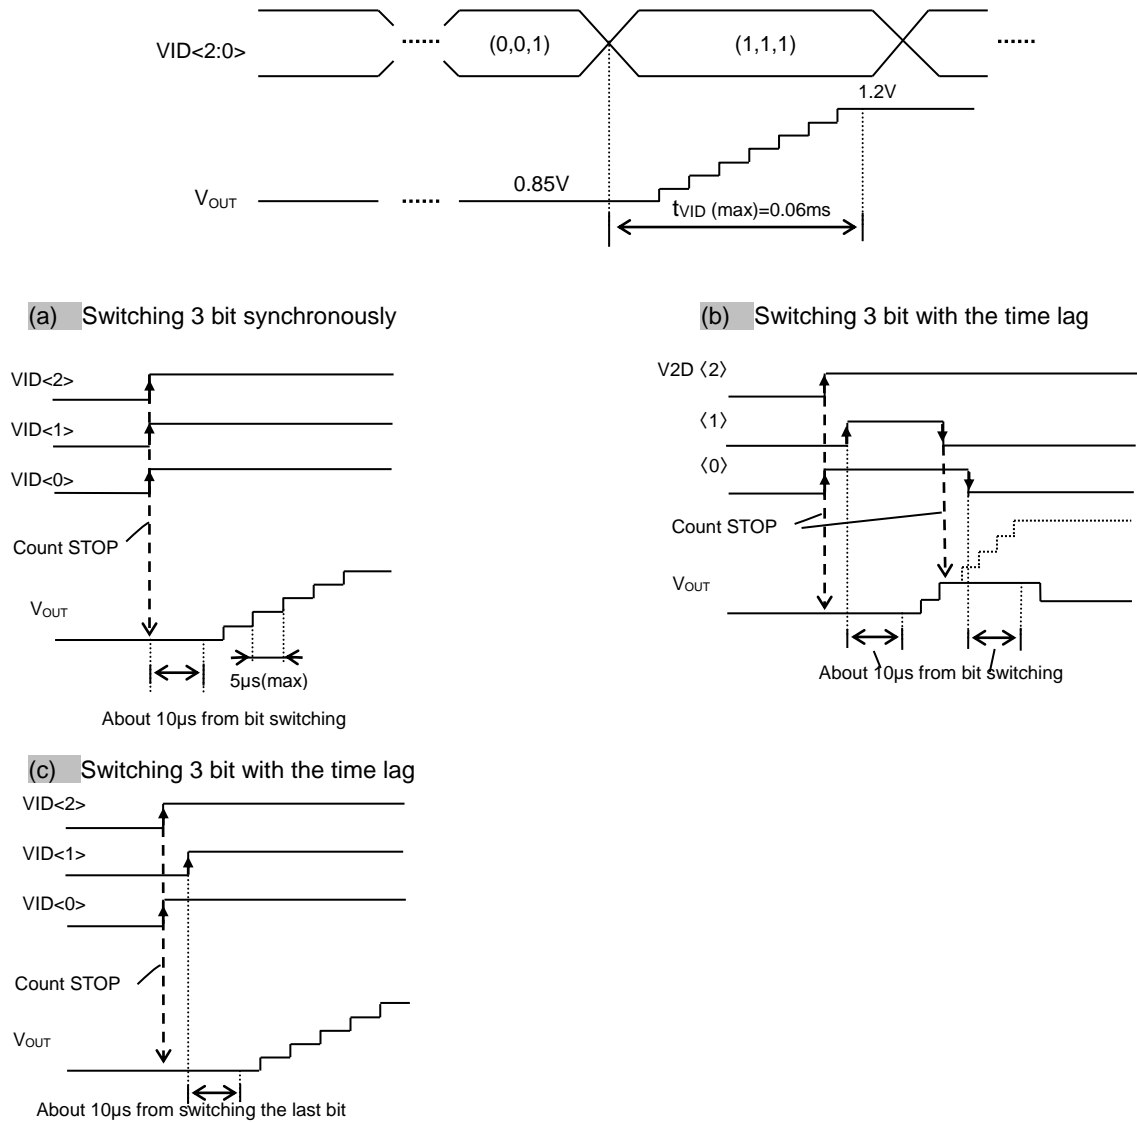 VID<2:0>
(0,0,1)
(1,1,1)
1.2V
0.85V
VOUT
tVID (max)=0.06ms
(a) Switching 3 bit synchronously
VID<2>
VID<1>
VID<0>
Count STOP
VOUT
5μs(max)
About 10μs from bit switching
(b) Switching 3 bit with the time lag
V2D〈2〉
〈1〉
〈0〉
Count STOP
VOUT
About 10μs from bit switching
(c) Switching 3 bit with the time lag
VID<2>
VID<1>
VID<0>
Count STOP
VOUT
About 10μs from switching the last bit